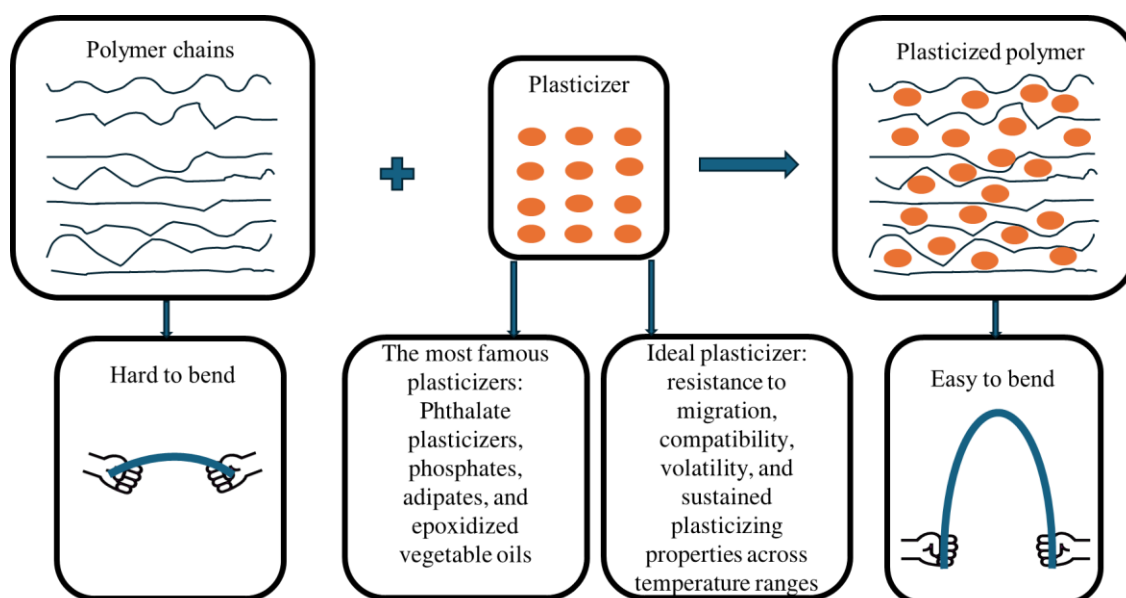 Polymer chains
Plasticizer
Plasticized polymer
Hard to bend
The most famous
plasticizers:
Phthalate
plasticizers,
phosphates,
adipates, and
epoxidized
vegetable oils
Ideal plasticizer:
resistance to
migration,
compatibility,
volatility, and
sustained
plasticizing
properties across
temperature ranges
Easy to bend